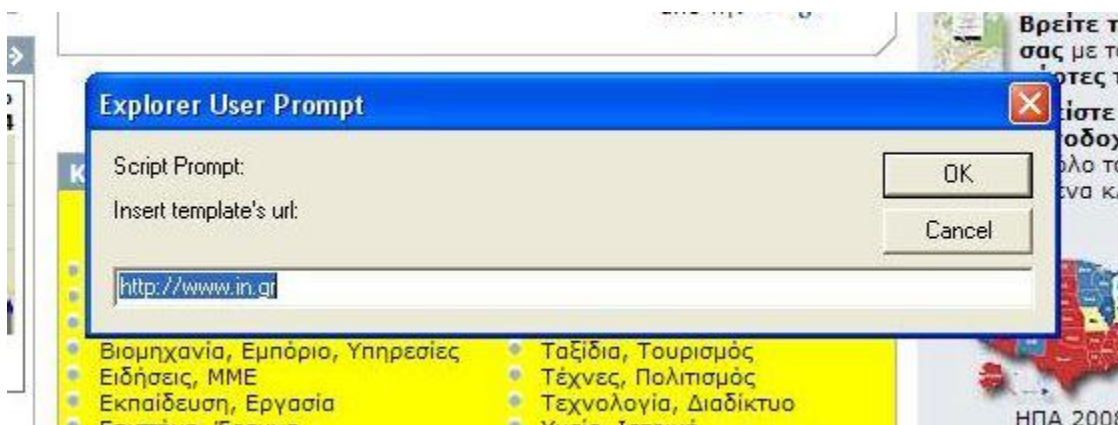 Βρείτε
σας με
Explorer User Prompt
Script Prompt:
Insert template's url:
OK
Cancel
http://www.in.gr
Βιομηχανία, Εμπόριο, Υπηρεσίες
Ειδήσεις, ΜΜΕ
Εκπαίδευση, Εργασία
Ταξίδια, Τουρισμός
Τέχνες, Πολιτισμός
Τεχνολογία, Διαδίκτυο
ΗΠΑ 2008